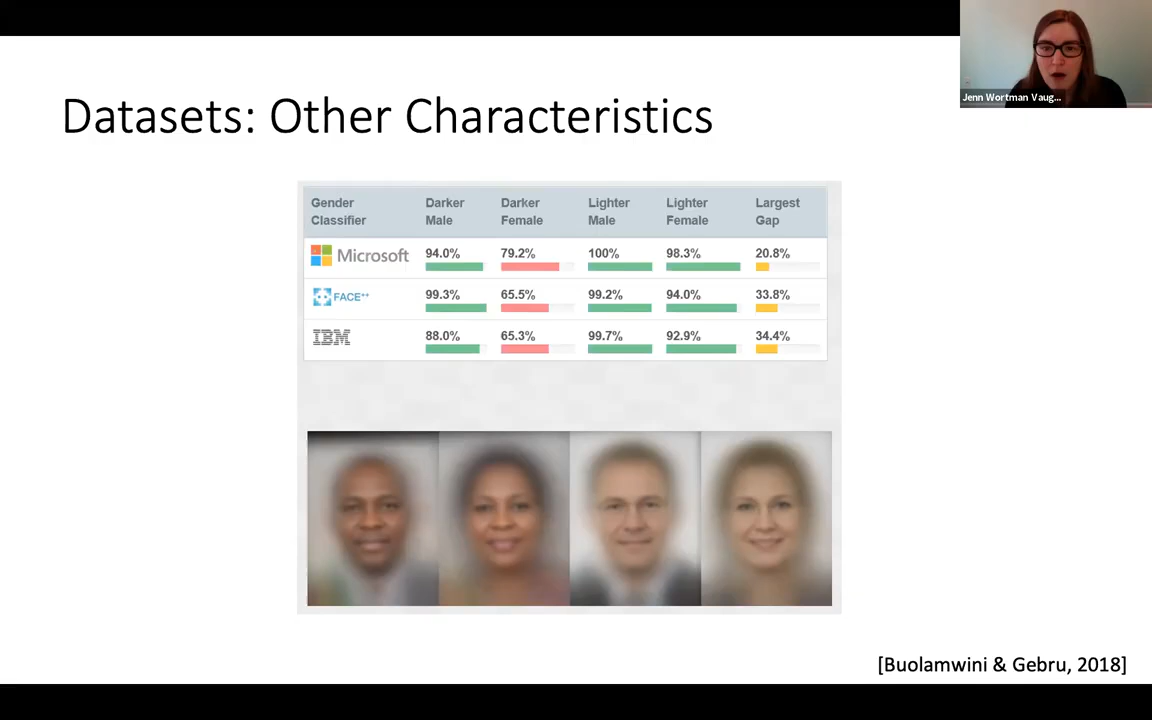 Jenn Wortman Vaug...
Datasets: Other Characteristics
Gender Classifier Darker Male Darker Female Lighter Male Lighter Female Largest Gap
Microsoft 94.0% 79.2% 100% 98.3% 20.8%
FACE++ 99.3% 65.5% 99.2% 94.0% 33.8%
IBM 88.0% 65.3% 99.7% 92.9% 34.4%
[Buolamwini & Gebru, 2018]